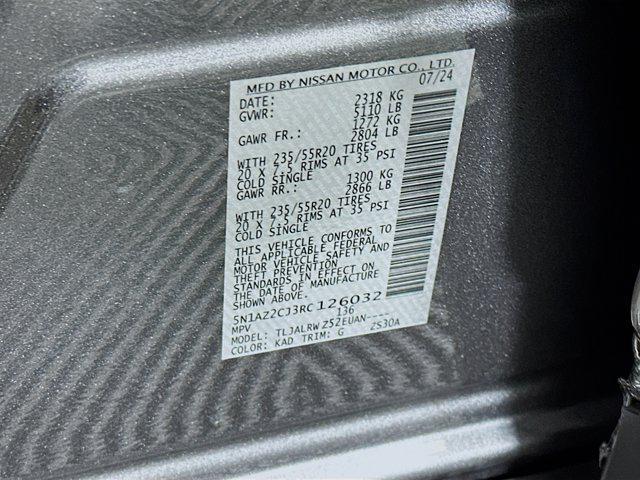 MFD BY NISSAN MOTOR CO., LTD.
DATE: 07/24
GVWR: 2318 KG
5110 LB
GAWR FR.: 1272 KG
2804 LB
WITH 235/55R20 TIRES
20 X 7.5 RIMS AT 35 PSI
COLD SINGLE
GAWR RR.: 1300 KG
2866 LB
WITH 235/55R20 TIRES
20 X 7.5 RIMS AT 35 PSI
COLD SINGLE
THIS VEHICLE CONFORMS TO
ALL APPLICABLE FEDERAL
MOTOR VEHICLE SAFETY AND
THEFT PREVENTION
STANDARDS IN EFFECT ON
THE DATE OF MANUFACTURE
SHOWN ABOVE.
5N1AZ2CJ3RC126032
MPV 136
MODEL: TLJALRWZ52EUAN----
COLOR: KAD TRIM: G ZS30A